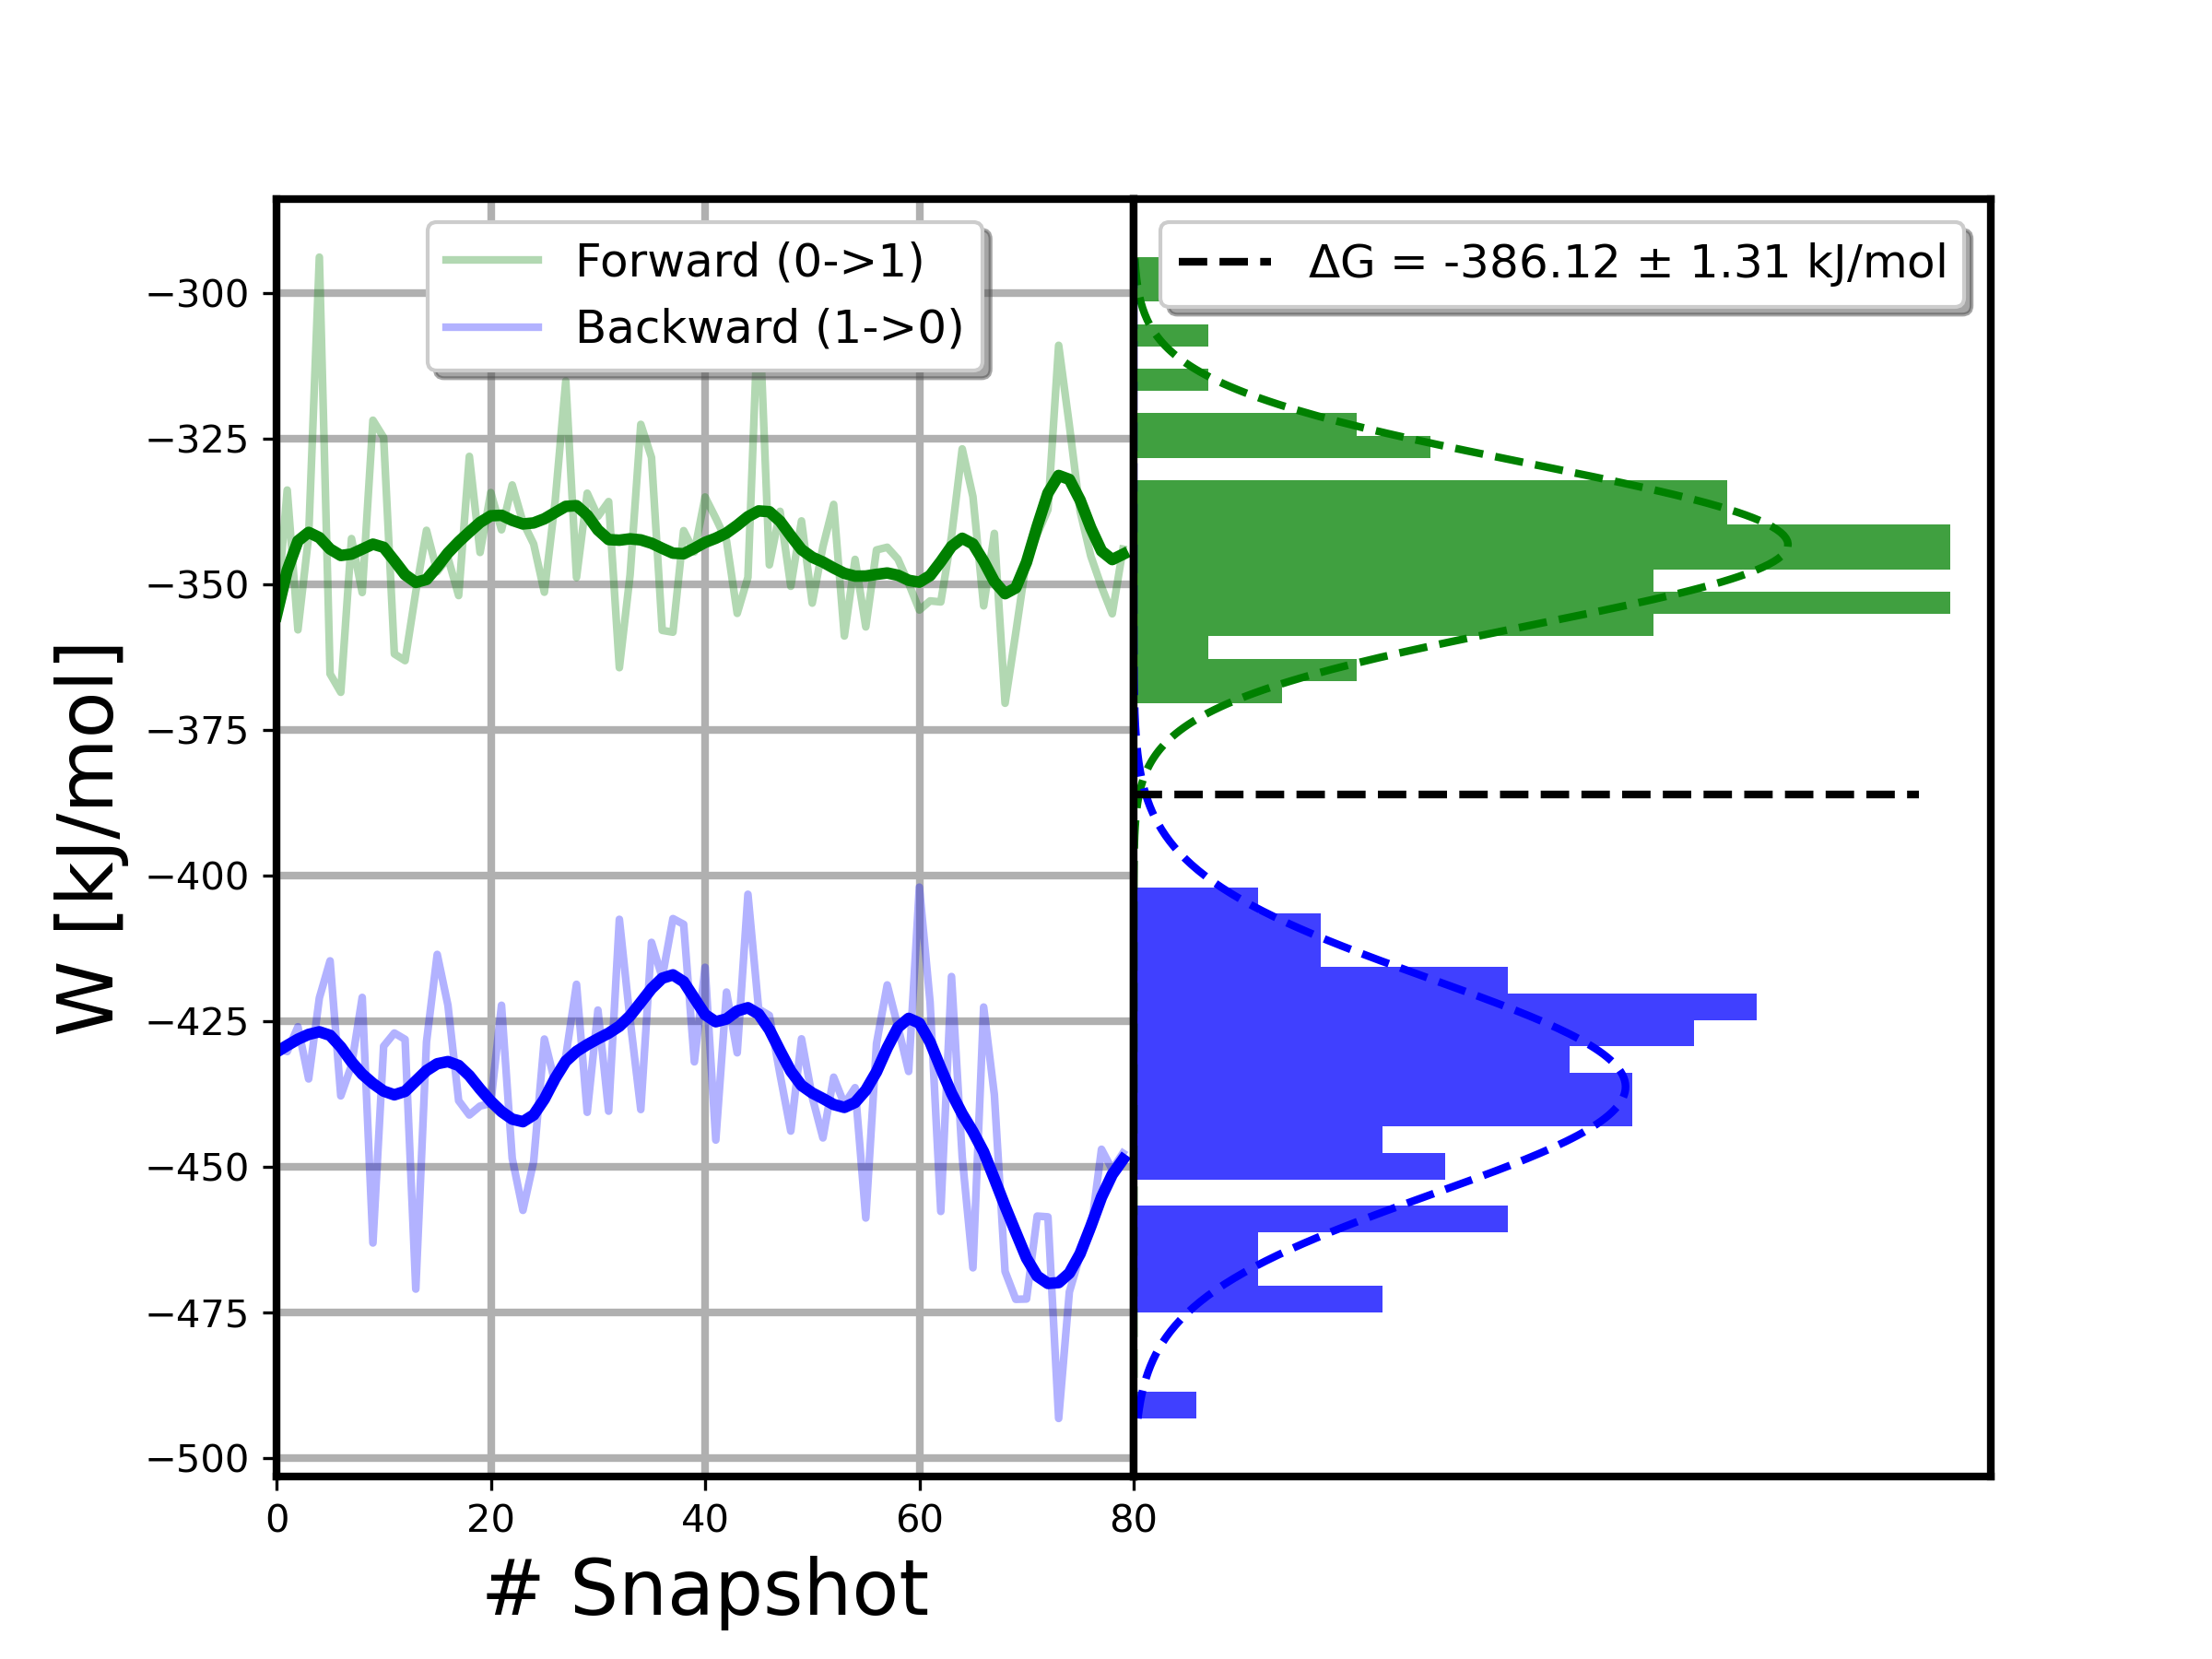 Forward (0->1)
Backward (1->0)
ΔG = -386.12 ± 1.31 kJ/mol
W [kJ/mol]
−300
−325
−350
−375
−400
−425
−450
−475
−500
0 20 40 60 80
# Snapshot